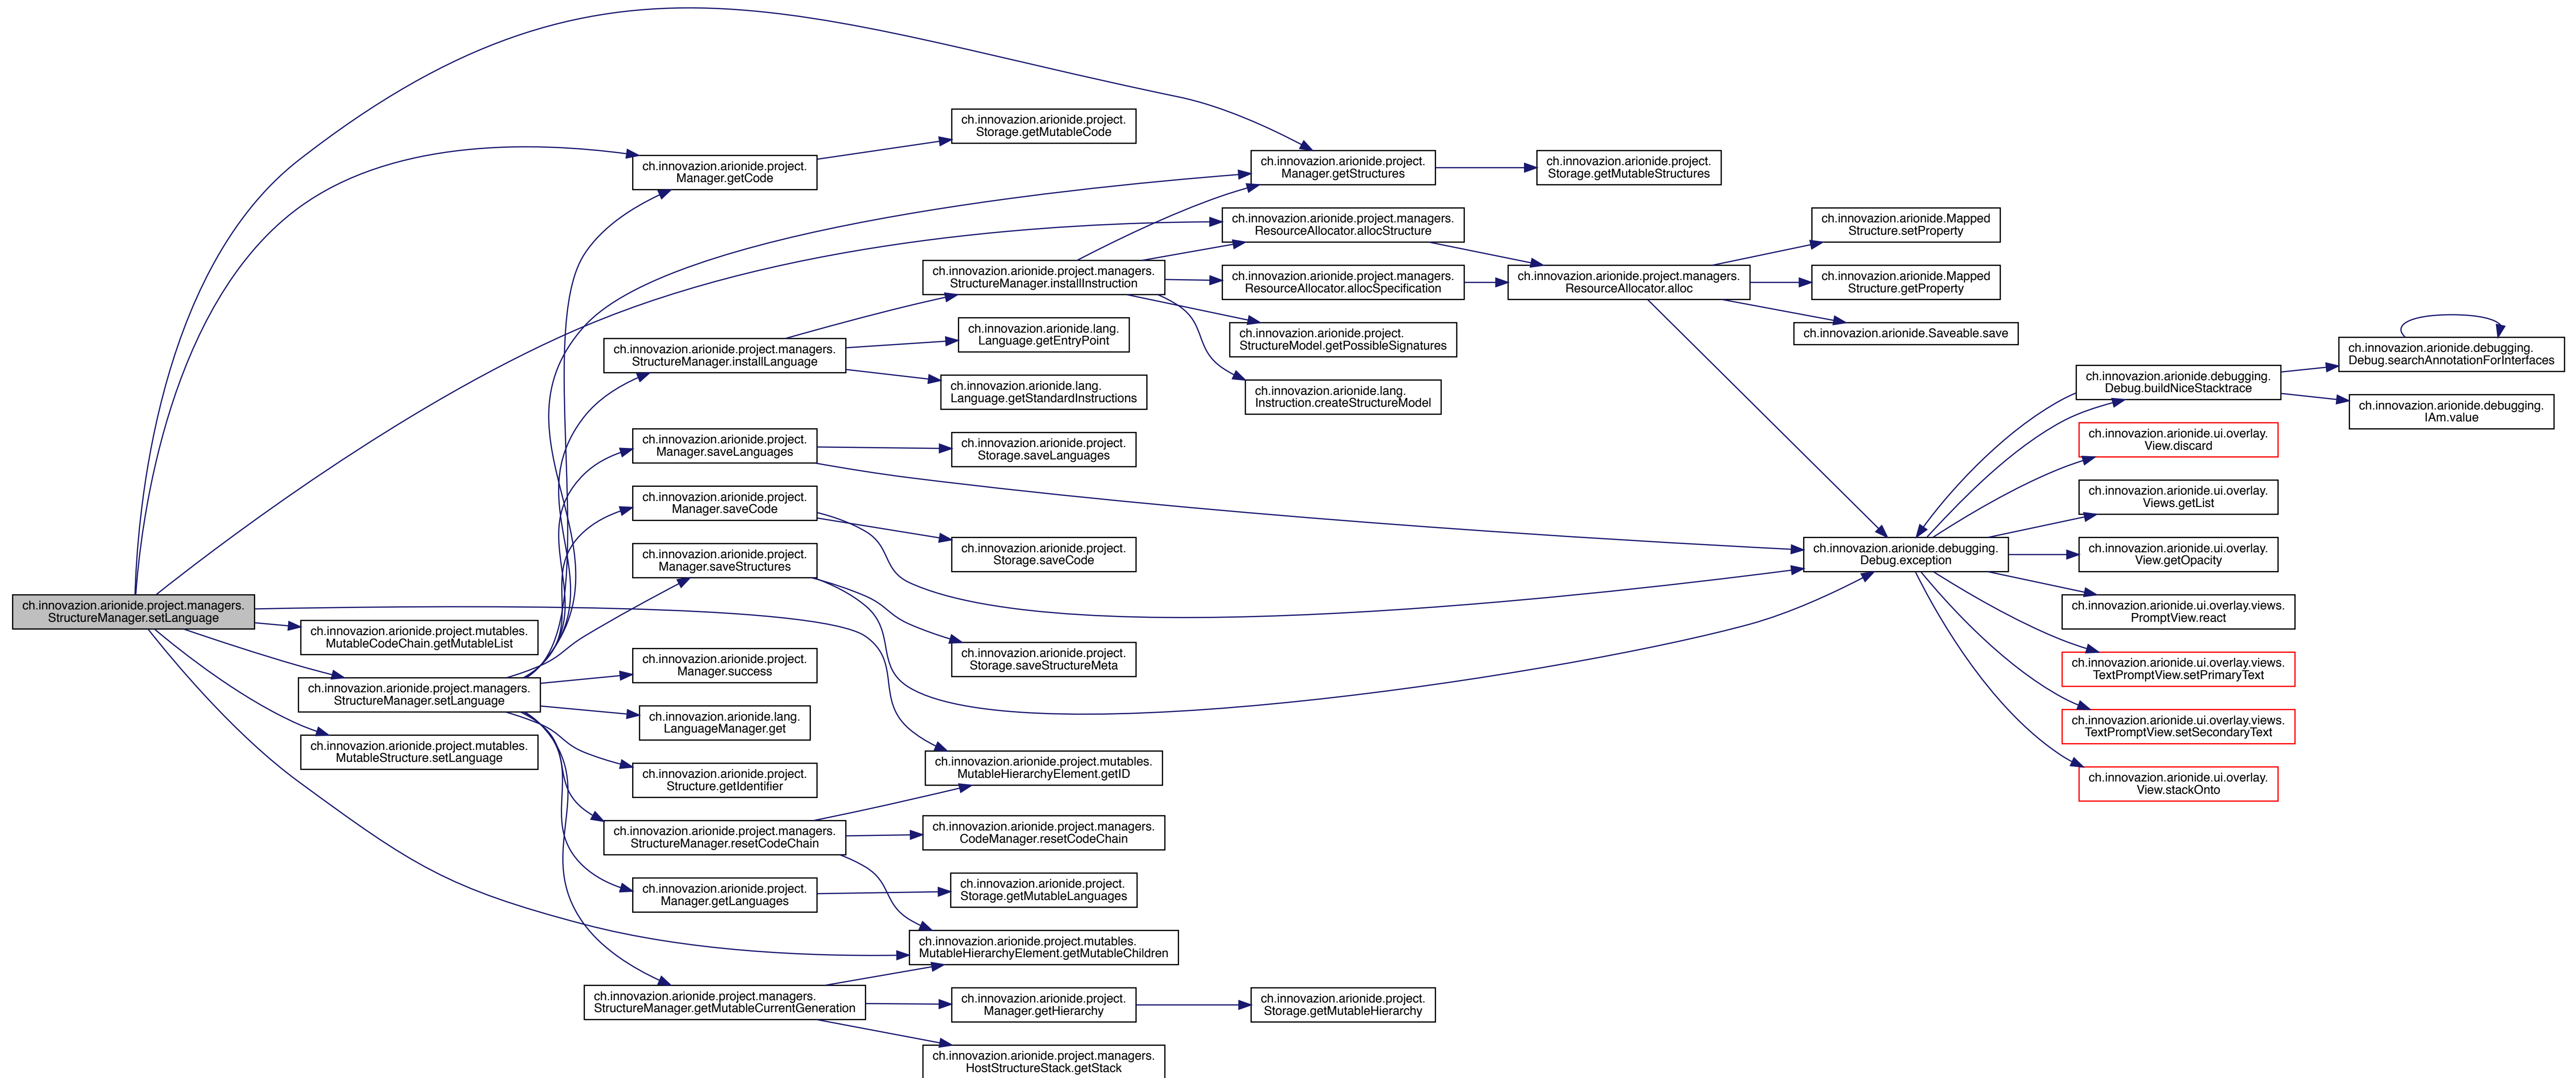 ch.innovazion.arionide.project.managers.
StructureManager.setLanguage
ch.innovazion.arionide.project.
Manager.getCode
ch.innovazion.arionide.project.
Storage.getMutableCode
ch.innovazion.arionide.project.
Manager.getStructures
ch.innovazion.arionide.project.
Storage.getMutableStructures
ch.innovazion.arionide.project.managers.
ResourceAllocator.allocStructure
ch.innovazion.arionide.project.managers.
StructureManager.installInstruction
ch.innovazion.arionide.project.managers.
ResourceAllocator.allocSpecification
ch.innovazion.arionide.project.managers.
ResourceAllocator.alloc
ch.innovazion.arionide.Mapped
Structure.setProperty
ch.innovazion.arionide.Mapped
Structure.getProperty
ch.innovazion.arionide.Saveable.save
ch.innovazion.arionide.project.
StructureModel.getPossibleSignatures
ch.innovazion.arionide.lang.
Instruction.createStructureModel
ch.innovazion.arionide.project.managers.
StructureManager.installLanguage
ch.innovazion.arionide.lang.
Language.getEntryPoint
ch.innovazion.arionide.lang.
Language.getStandardInstructions
ch.innovazion.arionide.project.
Manager.saveLanguages
ch.innovazion.arionide.project.
Storage.saveLanguages
ch.innovazion.arionide.project.
Manager.saveCode
ch.innovazion.arionide.project.
Storage.saveCode
ch.innovazion.arionide.project.
Manager.saveStructures
ch.innovazion.arionide.project.
Storage.saveStructureMeta
ch.innovazion.arionide.project.mutables.
MutableCodeChain.getMutableList
ch.innovazion.arionide.project.managers.
StructureManager.setLanguage
ch.innovazion.arionide.project.mutables.
MutableStructure.setLanguage
ch.innovazion.arionide.project.
Manager.success
ch.innovazion.arionide.lang.
LanguageManager.get
ch.innovazion.arionide.project.
Structure.getIdentifier
ch.innovazion.arionide.project.mutables.
MutableHierarchyElement.getID
ch.innovazion.arionide.project.managers.
StructureManager.resetCodeChain
ch.innovazion.arionide.project.managers.
CodeManager.resetCodeChain
ch.innovazion.arionide.project.
Manager.getLanguages
ch.innovazion.arionide.project.
Storage.getMutableLanguages
ch.innovazion.arionide.project.mutables.
MutableHierarchyElement.getMutableChildren
ch.innovazion.arionide.project.managers.
StructureManager.getMutableCurrentGeneration
ch.innovazion.arionide.project.
Manager.getHierarchy
ch.innovazion.arionide.project.
Storage.getMutableHierarchy
ch.innovazion.arionide.project.managers.
HostStructureStack.getStack
ch.innovazion.arionide.debugging.
Debug.exception
ch.innovazion.arionide.debugging.
Debug.buildNiceStacktrace
ch.innovazion.arionide.debugging.
Debug.searchAnnotationForInterfaces
ch.innovazion.arionide.debugging.
IAm.value
ch.innovazion.arionide.ui.overlay.
View.discard
ch.innovazion.arionide.ui.overlay.
Views.getList
ch.innovazion.arionide.ui.overlay.
View.getOpacity
ch.innovazion.arionide.ui.overlay.views.
PromptView.react
ch.innovazion.arionide.ui.overlay.views.
TextPromptView.setPrimaryText
ch.innovazion.arionide.ui.overlay.views.
TextPromptView.setSecondaryText
ch.innovazion.arionide.ui.overlay.
View.stackOnto